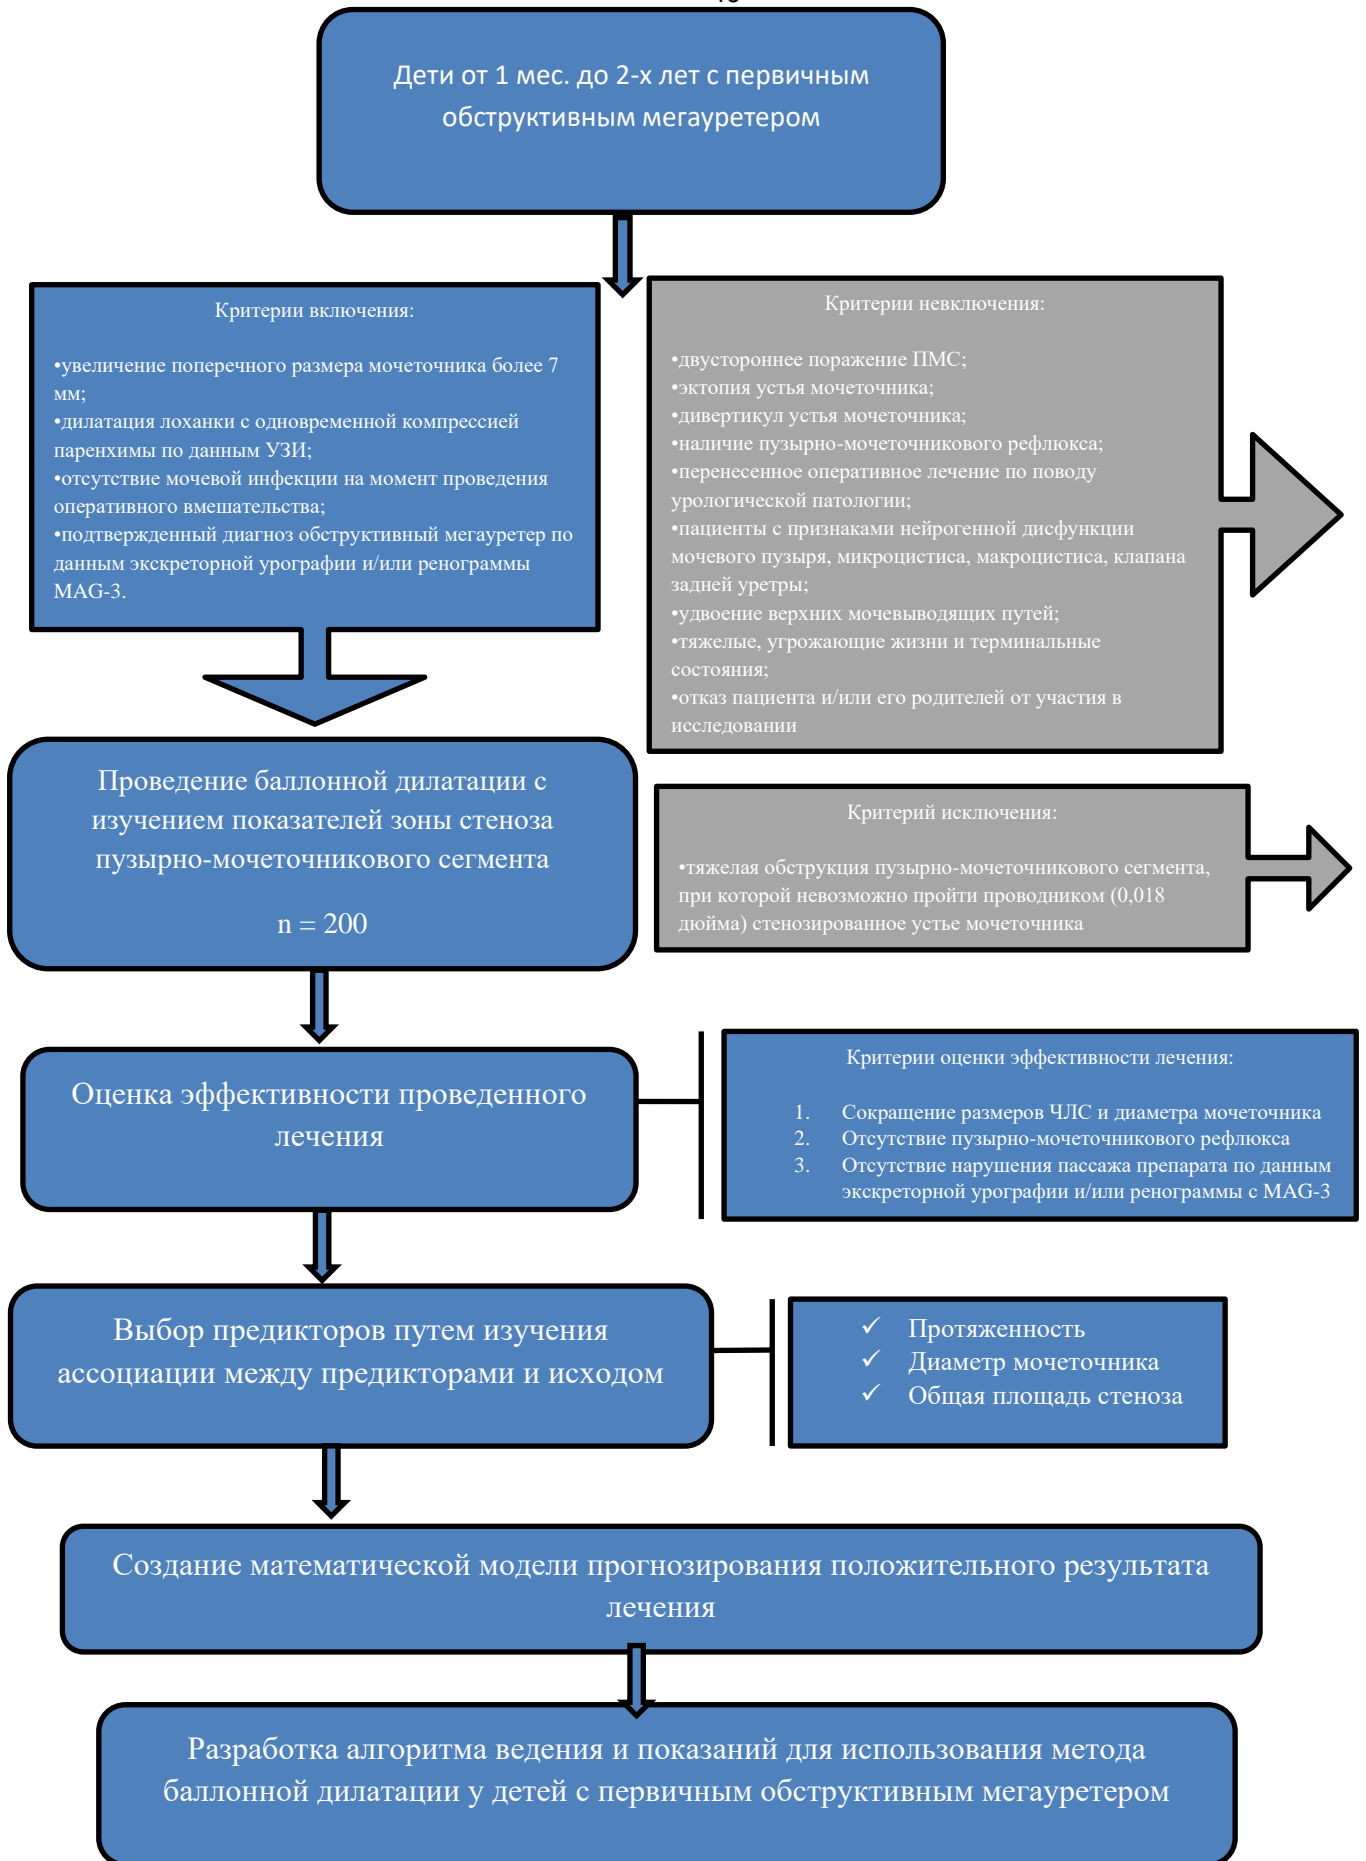 Дети от 1 мес. до 2-х лет с первичным
обструктивным мегауретером
Критерии включения:
•увеличение поперечного размера мочеточника более 7
мм;
•дилатация лоханки с одновременной компрессией
паренхимы по данным УЗИ;
•отсутствие мочевой инфекции на момент проведения
оперативного вмешательства;
•подтвержденный диагноз обструктивный мегауретер по
данным экскреторной урографии и/или ренограммы
MAG-3.
Критерии невключения:
•двустороннее поражение ПМС;
•эктопия устья мочеточника;
•дивертикул устья мочеточника;
•наличие пузырно-мочеточникового рефлюкса;
•перенесенное оперативное лечение по поводу
урологической патологии;
•пациенты с признаками нейрогенной дисфункции
мочевого пузыря, микроцистиса, макроцистиса, клапана
задней уретры;
•удвоение верхних мочевыводящих путей;
•тяжелые, угрожающие жизни и терминальные
состояния;
•отказ пациента и/или его родителей от участия в
исследовании
Проведение баллонной дилатации с
изучением показателей зоны стеноза
пузырно-мочеточникового сегмента
n = 200
Критерий исключения:
•тяжелая обструкция пузырно-мочеточникового сегмента,
при которой невозможно пройти проводником (0,018
дюйма) стенозированное устье мочеточника
Оценка эффективности проведенного
лечения
Критерии оценки эффективности лечения:
1. Сокращение размеров ЧЛС и диаметра мочеточника
2. Отсутствие пузырно-мочеточникового рефлюкса
3. Отсутствие нарушения пассажа препарата по данным
экскреторной урографии и/или ренограммы с MAG-3
Выбор предикторов путем изучения
ассоциации между предикторами и исходом
✓ Протяженность
✓ Диаметр мочеточника
✓ Общая площадь стеноза
Создание математической модели прогнозирования положительного результата
лечения
Разработка алгоритма ведения и показаний для использования метода
баллонной дилатации у детей с первичным обструктивным мегауретером